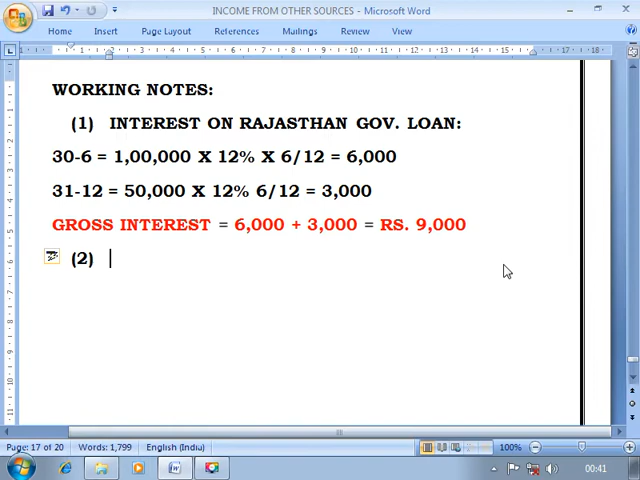 INCOME FROM OTHER SOURCES - Microsoft Word
Home Insert Page Layout References Mailings Review View
WORKING NOTES:
(1) INTEREST ON RAJASTHAN GOV. LOAN:
30-6 = 1,00,000 X 12% X 6/12 = 6,000
31-12 = 50,000 X 12% 6/12 = 3,000
GROSS INTEREST = 6,000 + 3,000 = RS. 9,000
(2)
Page: 17 of 20 Words: 1,799 English (India) 100%
00:41